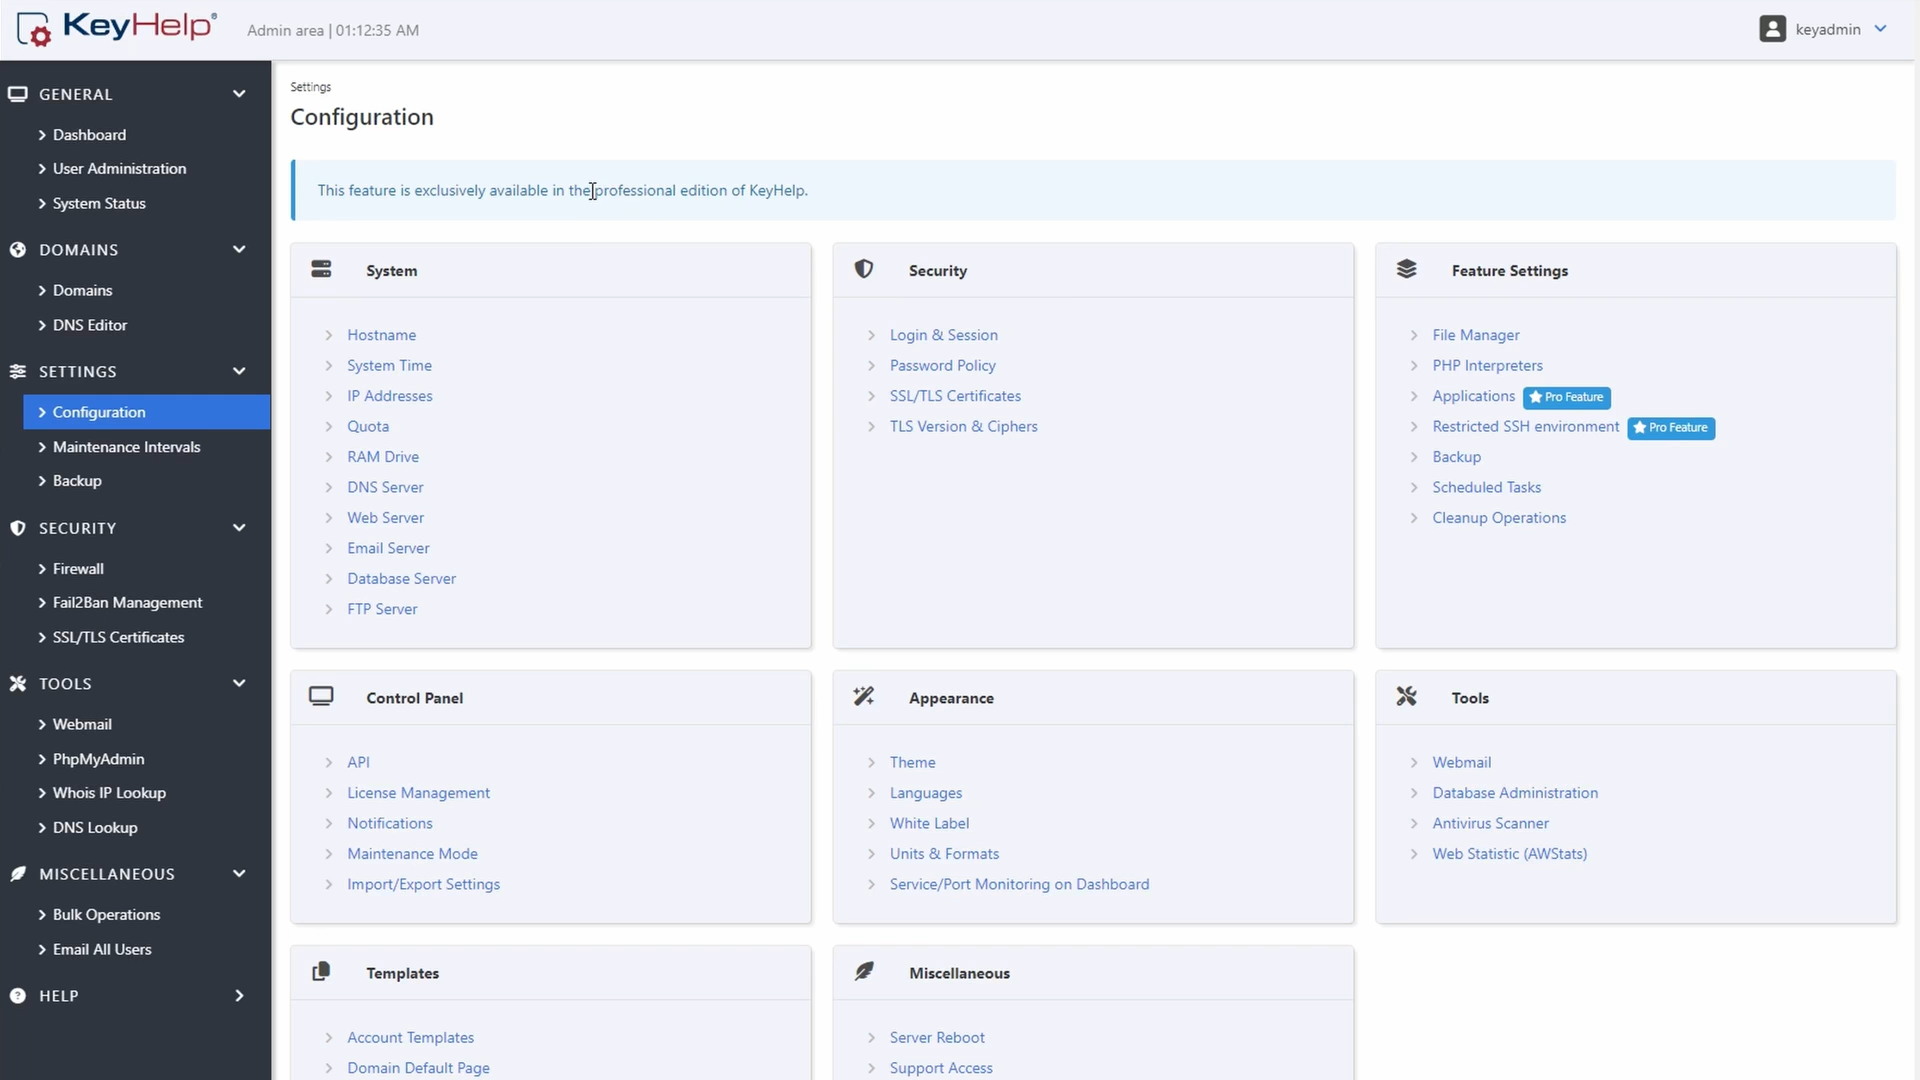 KeyHelp®
Admin area | 01:12:35 AM
keyadmin
GENERAL
Dashboard
User Administration
System Status
DOMAINS
Domains
DNS Editor
SETTINGS
Configuration
Maintenance Intervals
Backup
SECURITY
Firewall
Fail2Ban Management
SSL/TLS Certificates
TOOLS
Webmail
PhpMyAdmin
Whois IP Lookup
DNS Lookup
MISCELLANEOUS
Bulk Operations
Email All Users
HELP
Settings
Configuration
This feature is exclusively available in the professional edition of KeyHelp.
System
Hostname
System Time
IP Addresses
Quota
RAM Drive
DNS Server
Web Server
Email Server
Database Server
FTP Server
Security
Login & Session
Password Policy
SSL/TLS Certificates
TLS Version & Ciphers
Feature Settings
File Manager
PHP Interpreters
Applications Pro Feature
Restricted SSH environment Pro Feature
Backup
Scheduled Tasks
Cleanup Operations
Control Panel
API
License Management
Notifications
Maintenance Mode
Import/Export Settings
Appearance
Theme
Languages
White Label
Units & Formats
Service/Port Monitoring on Dashboard
Tools
Webmail
Database Administration
Antivirus Scanner
Web Statistic (AWStats)
Templates
Account Templates
Domain Default Page
Miscellaneous
Server Reboot
Support Access